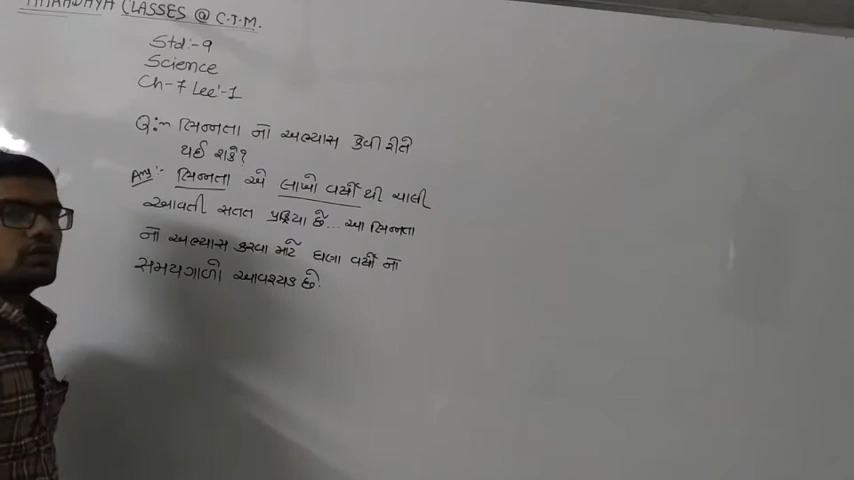 CLASSES @ C.J.M.
Std:-9
Science
Ch-7 Lec'-1
Q:- ભિન્નતા નો અભ્યાસ કેવી રીતે
થઈ શકે?
Ans:- ભિન્નતા એ લાખો વર્ષો થી ચાલી
આવતી સતત પ્રક્રિયા છે... આ ભિન્નતા
નો અભ્યાસ કરવા માટે ઘણા વર્ષો નો
સમયગાળો આવશ્યક છે.